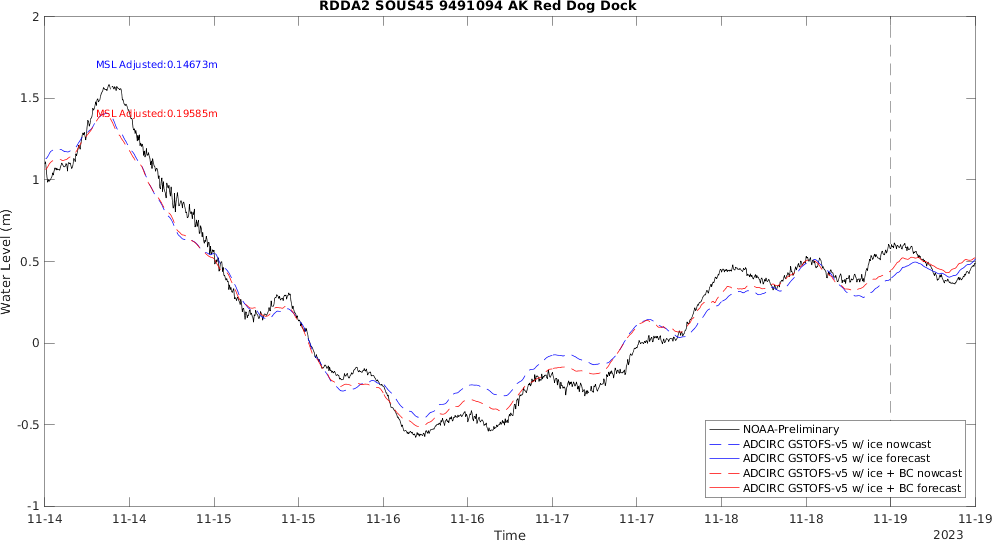 RDDA2 SOUS45 9491094 AK Red Dog Dock
2
1.5
1
0.5
0
-0.5
-1
Water Level (m)
MSL Adjusted:0.14673m
MSL Adjusted:0.19585m
NOAA-Preliminary
ADCIRC GSTOFS-v5 w/ ice nowcast
ADCIRC GSTOFS-v5 w/ ice forecast
ADCIRC GSTOFS-v5 w/ ice + BC nowcast
ADCIRC GSTOFS-v5 w/ ice + BC forecast
11-14 11-14 11-15 11-15 11-16 11-16 11-17 11-17 11-18 11-18 11-19 11-19
Time
2023